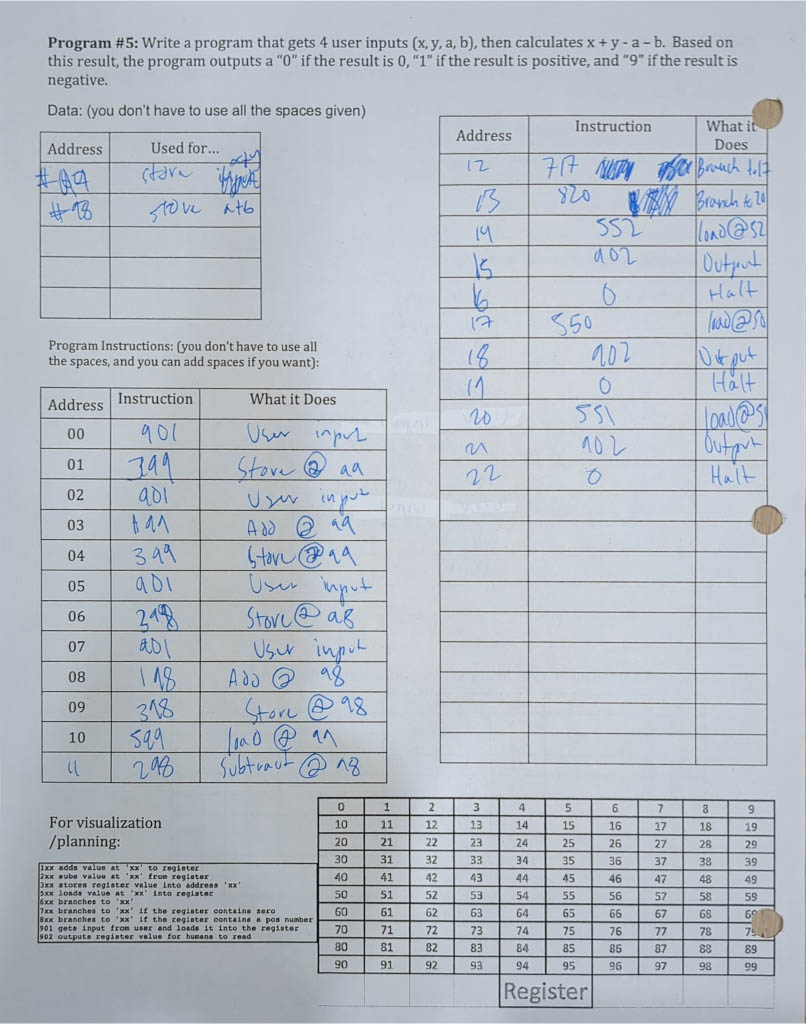 Program #5: Write a program that gets 4 user inputs (x, y, a, b), then calculates x + y - a – b. Based on
this result, the program outputs a “0” if the result is 0, “1” if the result is positive, and “9” if the result is
negative.
Data: (you don't have to use all the spaces given)
Address Used for...
#99 store x+y
#98 store a+b
Program Instructions: (you don't have to use all
the spaces, and you can add spaces if you want):
Address Instruction What it Does
00 901 User input
01 399 Store @ 99
02 901 User input
03 199 Add @ 99
04 399 Store @ 99
05 901 User input
06 398 Store @ 98
07 901 User input
08 198 Add @ 98
09 398 Store @ 98
10 599 load @ 99
11 298 Subtract @ 98
Address Instruction What it
Does
12 717 Branch to 17
13 820 Branch to 20
14 552 load @ 52
15 902 Output
16 0 Halt
17 550 load @ 50
18 902 Output
19 0 Halt
20 551 load @ 51
21 902 Output
22 0 Halt
For visualization
/planning:
1xx adds value at 'xx' to register
2xx subs value at 'xx' from register
3xx stores register value into address 'xx'
5xx loads value at 'xx' into register
6xx branches to 'xx'
7xx branches to 'xx' if the register contains zero
8xx branches to 'xx' if the register contains a pos number
901 gets input from user and loads it into the register
902 outputs register value for humans to read
0 1 2 3 4 5 6 7 8 9
10 11 12 13 14 15 16 17 18 19
20 21 22 23 24 25 26 27 28 29
30 31 32 33 34 35 36 37 38 39
40 41 42 43 44 45 46 47 48 49
50 51 52 53 54 55 56 57 58 59
60 61 62 63 64 65 66 67 68 69
70 71 72 73 74 75 76 77 78 79
80 81 82 83 84 85 86 87 88 89
90 91 92 93 94 95 96 97 98 99
Register